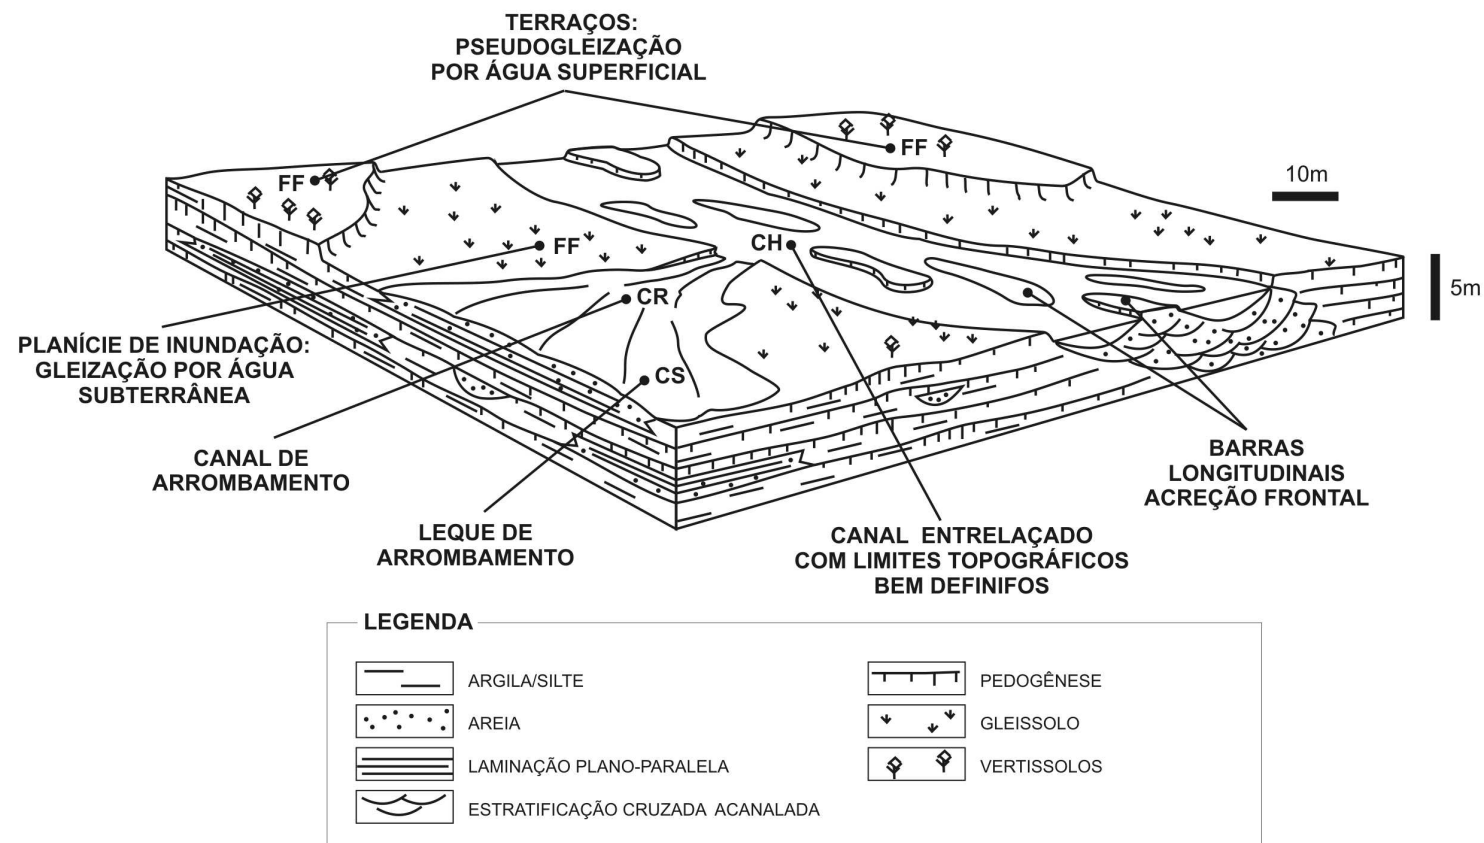 TERRAÇOS:
PSEUDOGLEIZAÇÃO
POR ÁGUA SUPERFICIAL
FF
FF
10m
FF
CH
5m
CR
PLANÍCIE DE INUNDAÇÃO:
GLEIZAÇÃO POR ÁGUA
SUBTERRÂNEA
CS
CANAL DE
ARROMBAMENTO
BARRAS
LONGITUDINAIS
ACREÇÃO FRONTAL
LEQUE DE
ARROMBAMENTO
CANAL ENTRELAÇADO
COM LIMITES TOPOGRÁFICOS
BEM DEFINIFOS
LEGENDA
ARGILA/SILTE
AREIA
LAMINAÇÃO PLANO-PARALELA
ESTRATIFICAÇÃO CRUZADA ACANALADA
PEDOGÊNESE
GLEISSOLO
VERTISSOLOS